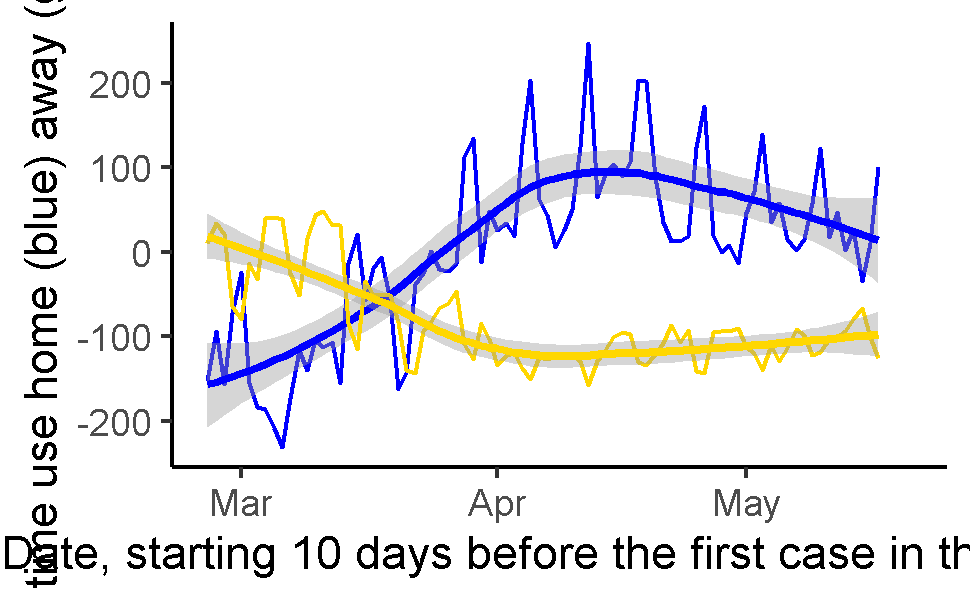 time use home (blue) away (
200
100
0
-100
-200
Mar Apr May
Date, starting 10 days before the first case in th